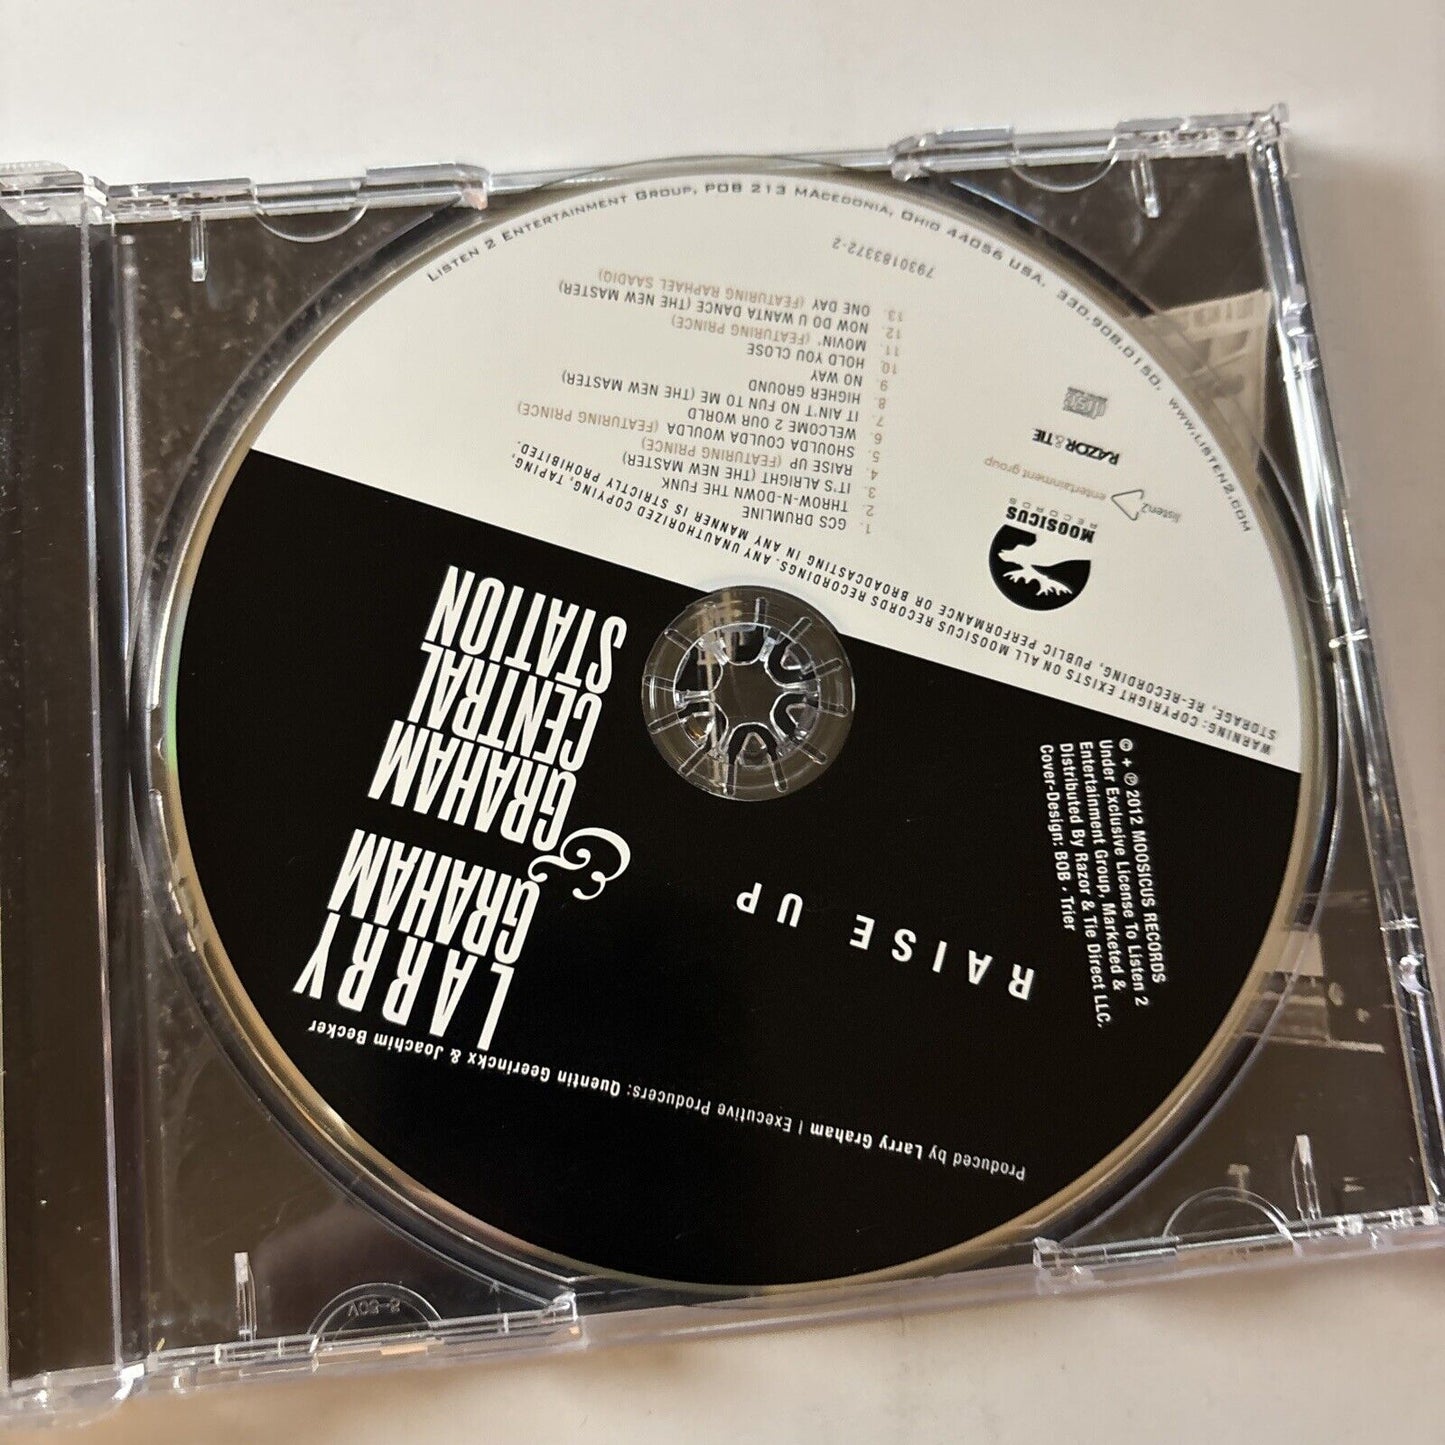 LISTEN 2 ENTERTAINMENT GROUP, POB 213 MACEDONIA, OHIO 44056 USA, 330.908.0150, WWW.LISTEN2.COM
LARRY
GRAHAM
& GRAHAM
CENTRAL
STATION
RAISE UP
Produced by Larry Graham | Executive Producers: Quentin Geerinckx & Joachim Becker
© + ℗ 2012 MOOSICUS RECORDS
Under Exclusive License To Listen 2
Entertainment Group, Marketed &
Distributed By Razor & Tie Direct LLC.
Cover-Design: BOB · Trier
WARNING: COPYRIGHT EXISTS ON ALL MOOSICUS RECORDS RECORDINGS. ANY UNAUTHORIZED COPYING, TAPING,
STORAGE, RE-RECORDING, PUBLIC PERFORMANCE OR BROADCASTING IN ANY MANNER IS STRICTLY PROHIBITED.
1. GCS DRUMLINE
2. THROW-N-DOWN THE FUNK
3. IT'S ALRIGHT (THE NEW MASTER)
4. RAISE UP (FEATURING PRINCE)
5. SHOULDA COULDA WOULDA (FEATURING PRINCE)
6. WELCOME 2 OUR WORLD
7. IT AIN'T NO FUN TO ME (THE NEW MASTER)
8. HIGHER GROUND
9. NO WAY
10. HOLD YOU CLOSE
11. MOVIN' (FEATURING PRINCE)
12. NOW DO U WANTA DANCE (THE NEW MASTER)
13. ONE DAY (FEATURING RAPHAEL SAADIQ)
79301833372-2
MOOSICUS
RECORDS
listen2
entertainment group
RAZOR & TIE
V03-8